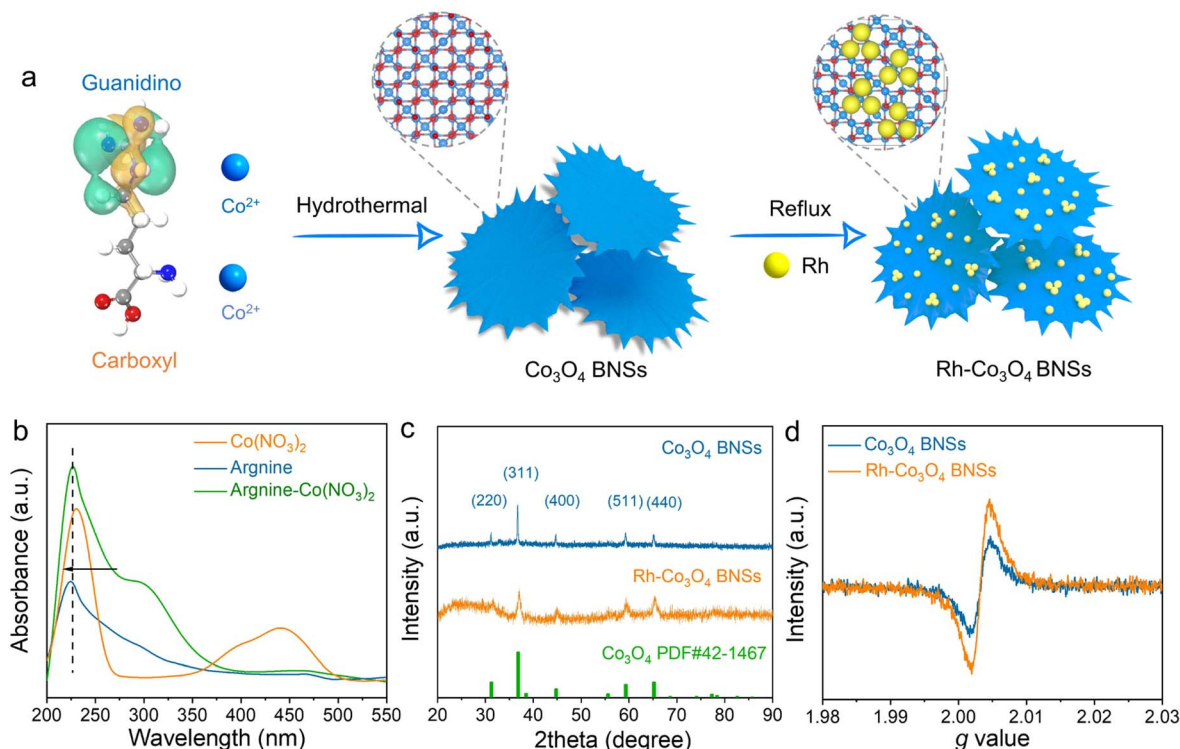 a
Guanidino
Co²⁺
Co²⁺
Carboxyl
Hydrothermal
Co₃O₄ BNSs
Reflux
Rh
Rh-Co₃O₄ BNSs
b
Co(NO₃)₂
Argnine
Argnine-Co(NO₃)₂
Absorbance (a.u.)
200 250 300 350 400 450 500 550
Wavelength (nm)
c
Co₃O₄ BNSs
(311)
(220) (400) (511) (440)
Rh-Co₃O₄ BNSs
Co₃O₄ PDF#42-1467
Intensity (a.u.)
20 30 40 50 60 70 80 90
2theta (degree)
d
Co₃O₄ BNSs
Rh-Co₃O₄ BNSs
Intensity (a.u.)
1.98 1.99 2.00 2.01 2.02 2.03
g value